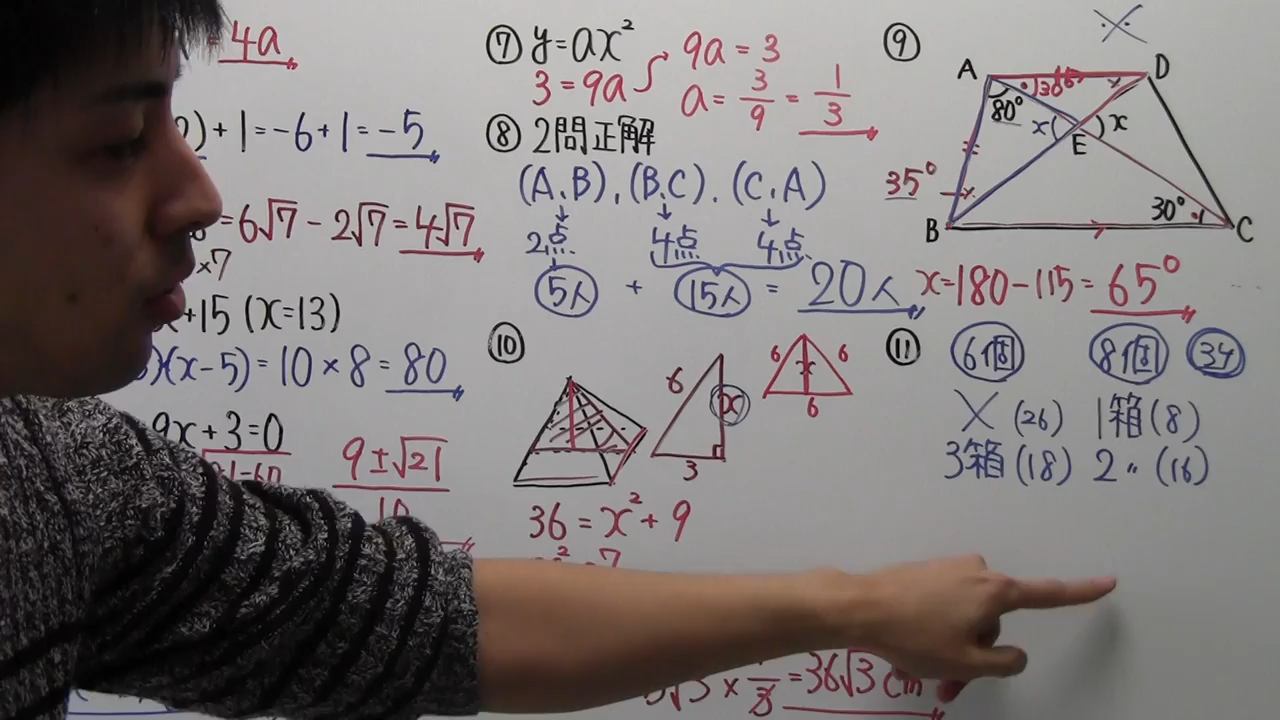 = 4a
)+1=-6+1=-5
=6√7-2√7=4√7
×7
+15 (x=13)
)(x-5)=10×8=80
9x+3=0
9±√21
10
⑦ y=ax²
3=9a
9a=3
a=3/9=1/3
⑧ 2問正解
(A.B).(B.C).(C.A)
2点 4点 4点
5人 + 15人 = 20人
⑩
6
x
3
6 6
x
6
36=x²+9
√3×1/3=36√3 cm
⑨
A D
30°
80° x x
E
35°
30°
B C
x=180-115=65°
⑪ 6個 8個 34
× (26) 1箱(8)
3箱(18) 2〃(16)